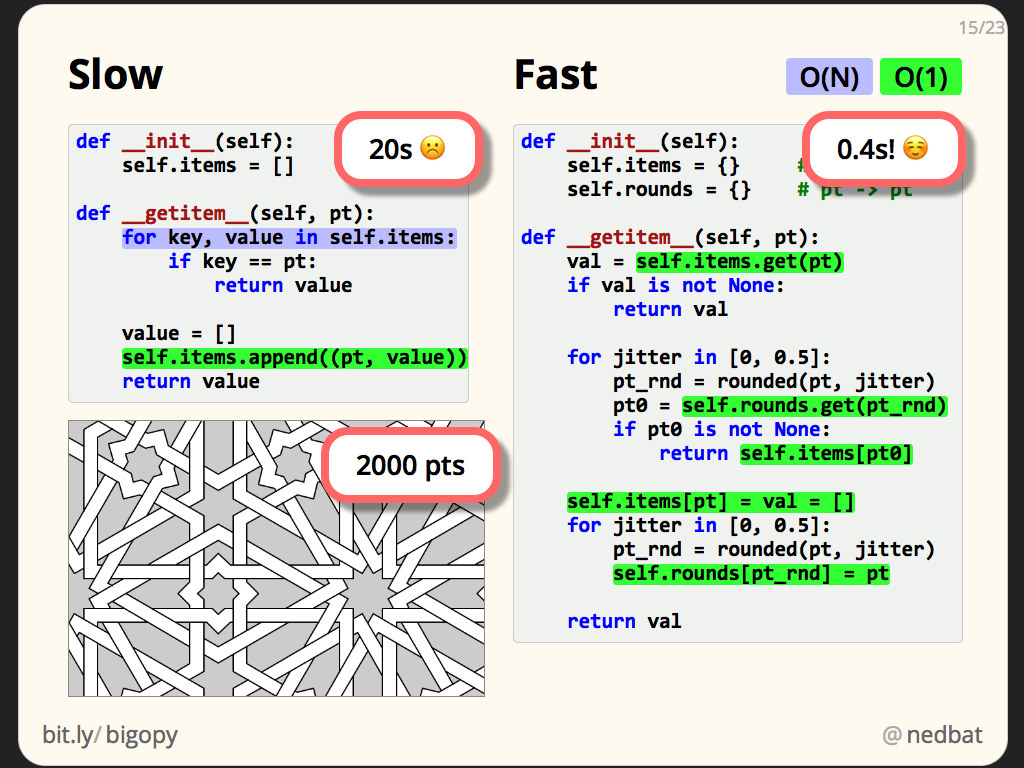 15/23
Slow
20s ☹️
def __init__(self):
    self.items = []
def __getitem__(self, pt):
    for key, value in self.items:
        if key == pt:
            return value
    value = []
    self.items.append((pt, value))
    return value
2000 pts
Fast
O(N) O(1)
0.4s! ☺️
def __init__(self):
    self.items = {} #
    self.rounds = {} # pt -> pt
def __getitem__(self, pt):
    val = self.items.get(pt)
    if val is not None:
        return val
    for jitter in [0, 0.5]:
        pt_rnd = rounded(pt, jitter)
        pt0 = self.rounds.get(pt_rnd)
        if pt0 is not None:
            return self.items[pt0]
    self.items[pt] = val = []
    for jitter in [0, 0.5]:
        pt_rnd = rounded(pt, jitter)
        self.rounds[pt_rnd] = pt
    return val
bit.ly/bigopy
@nedbat